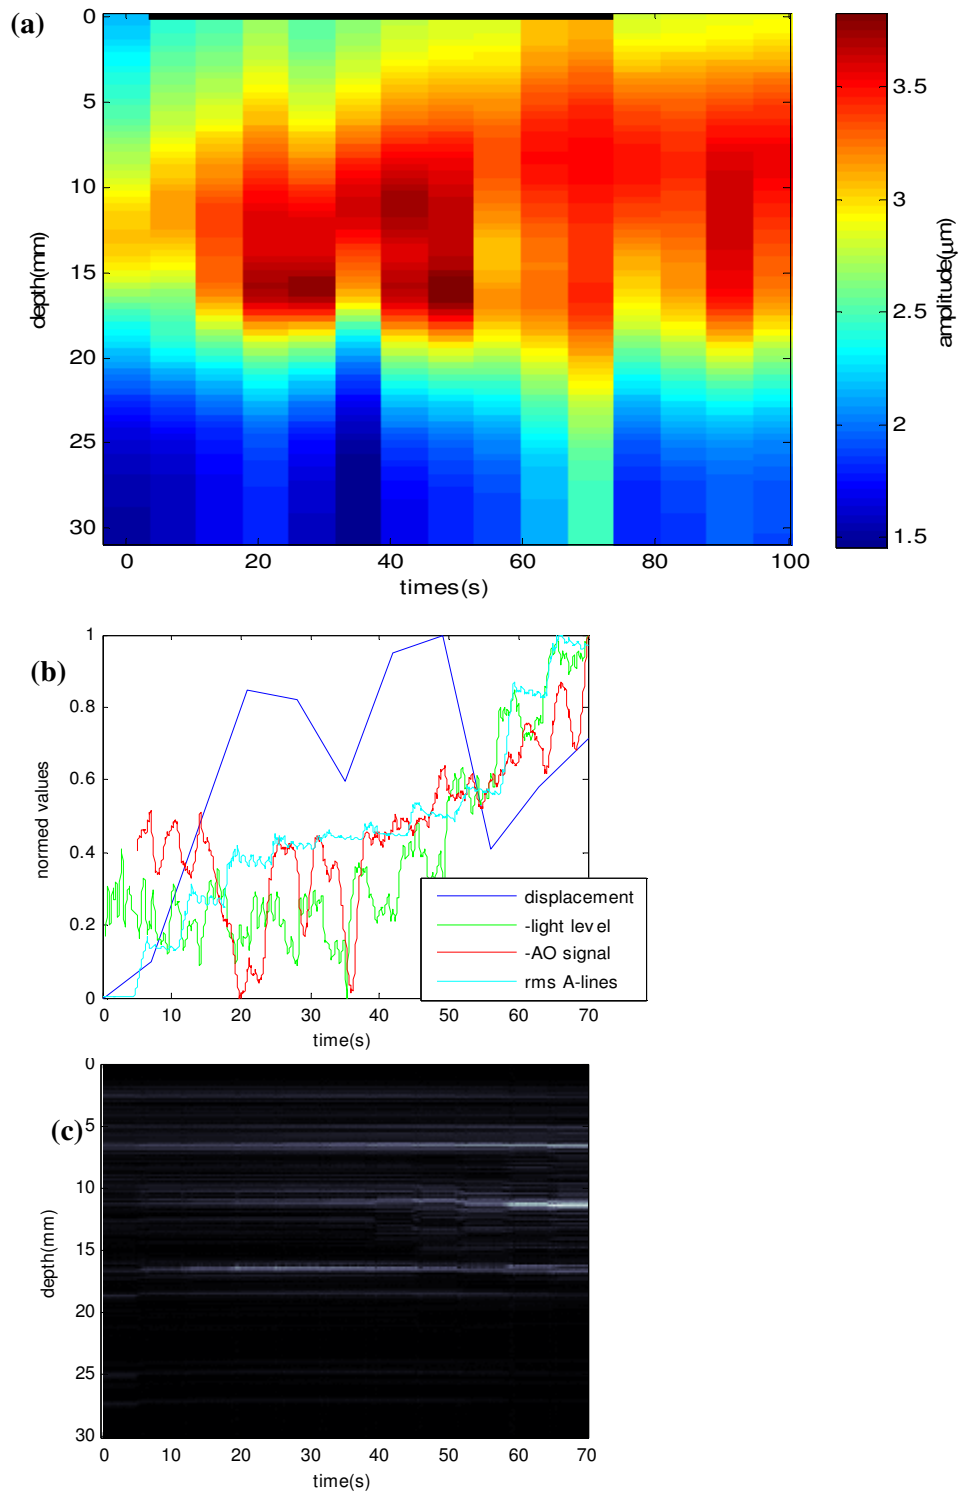 (a)
0
5
10
15
20
25
30
depth(mm)
0 20 40 60 80 100
times(s)
3.5
3
2.5
2
1.5
amplitude(μm)
(b)
1
0.8
0.6
0.4
0.2
0
normed values
displacement
-light level
-AO signal
rms A-lines
0 10 20 30 40 50 60 70
time(s)
(c)
0
5
10
15
20
25
30
depth(mm)
0 10 20 30 40 50 60 70
time(s)